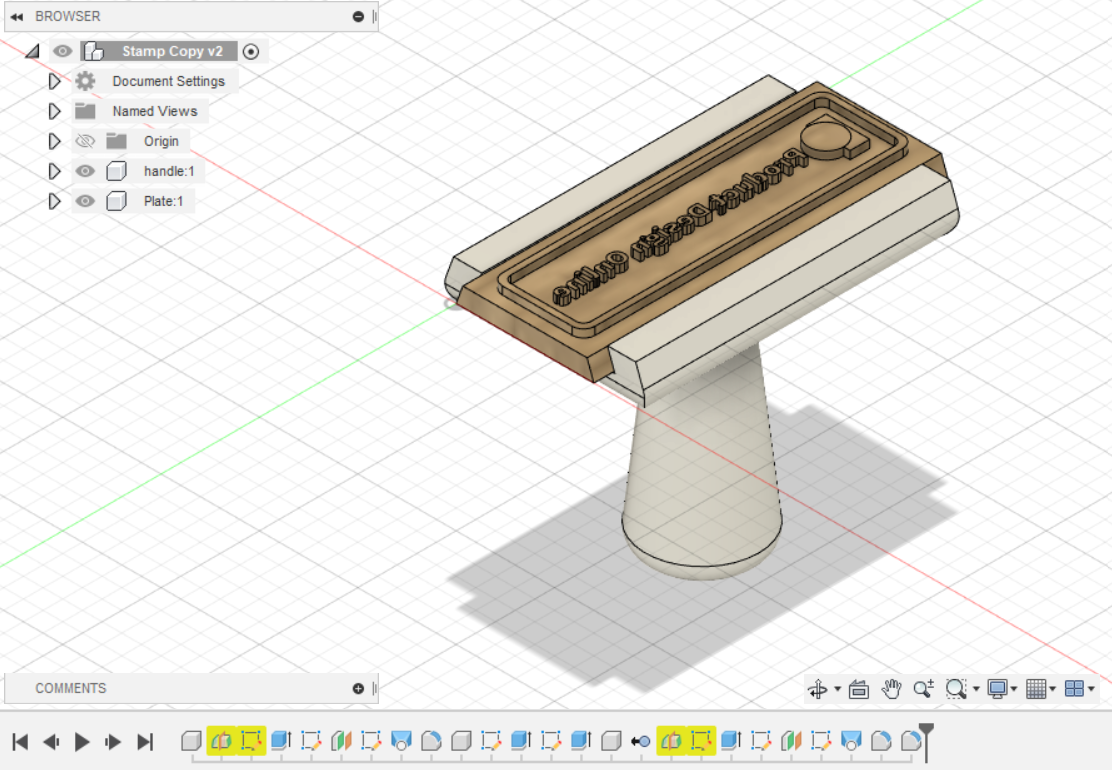 BROWSER
Stamp Copy v2
Document Settings
Named Views
Origin
handle:1
Plate:1
Product Design Online
COMMENTS